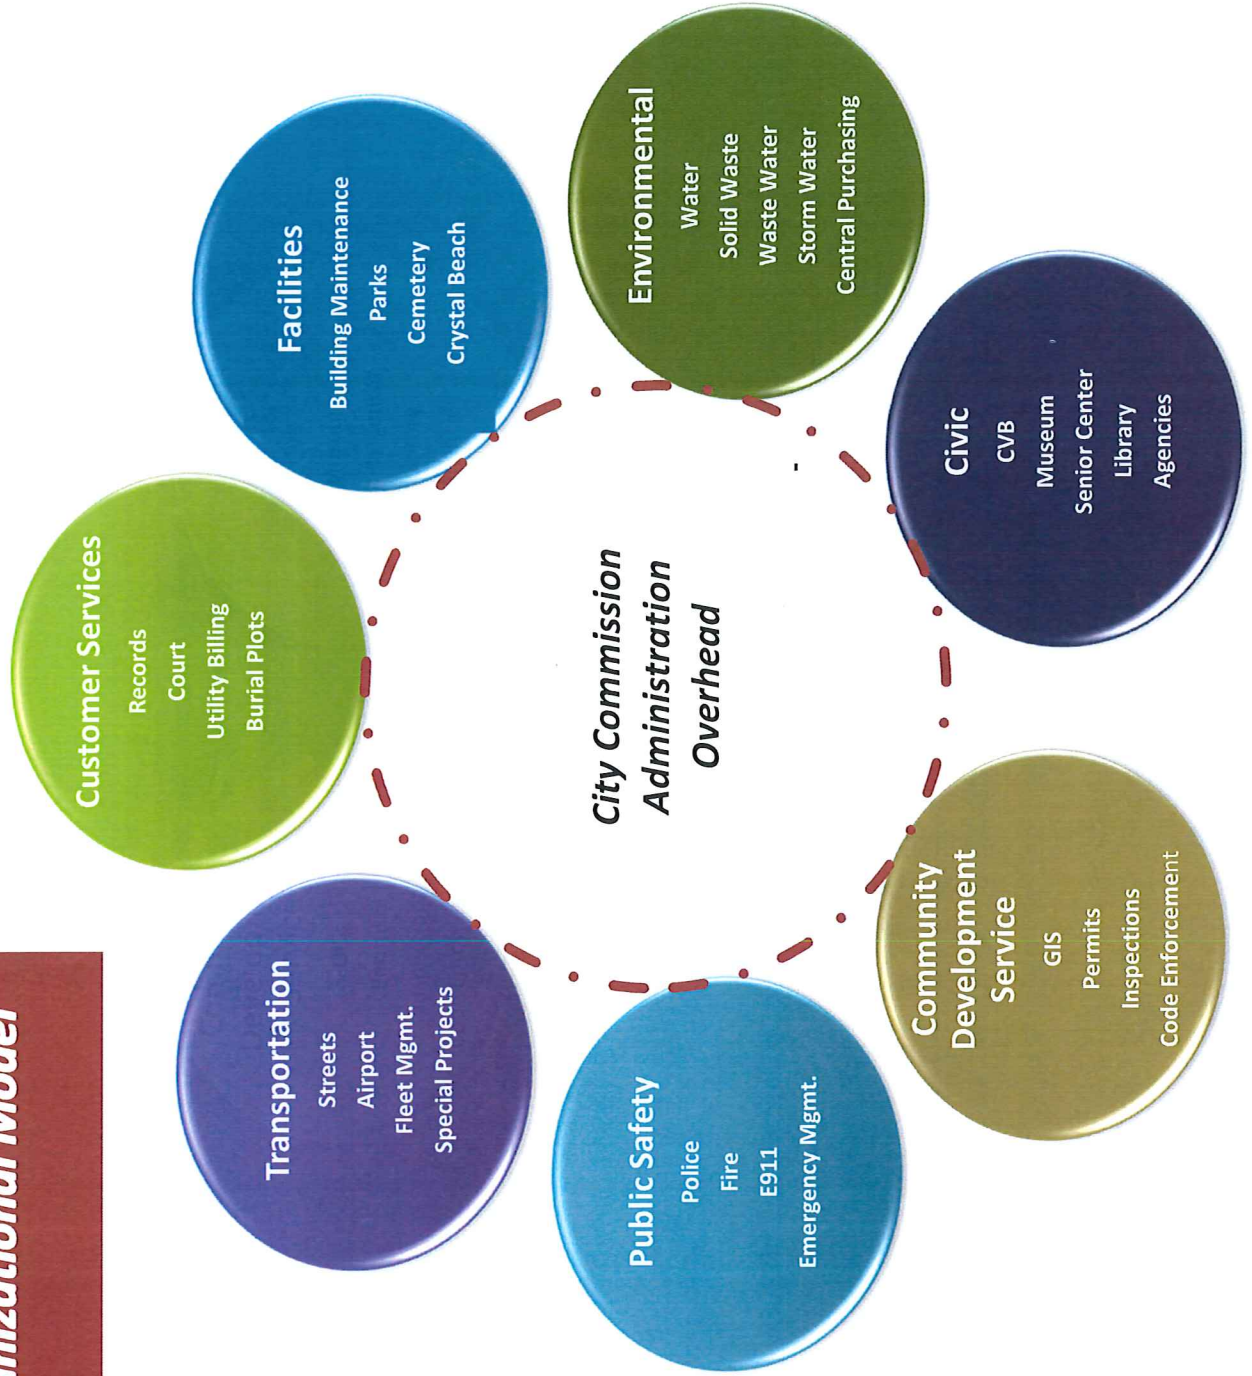 nizational Model
Customer Services
Records
Court
Utility Billing
Burial Plots
Transportation
Streets
Airport
Fleet Mgmt.
Special Projects
Facilities
Building Maintenance
Parks
Cemetery
Crystal Beach
City Commission
Administration
Overhead
Public Safety
Police
Fire
E911
Emergency Mgmt.
Environmental
Water
Solid Waste
Waste Water
Storm Water
Central Purchasing
Community
Development
Service
GIS
Permits
Inspections
Code Enforcement
Civic
CVB
Museum
Senior Center
Library
Agencies